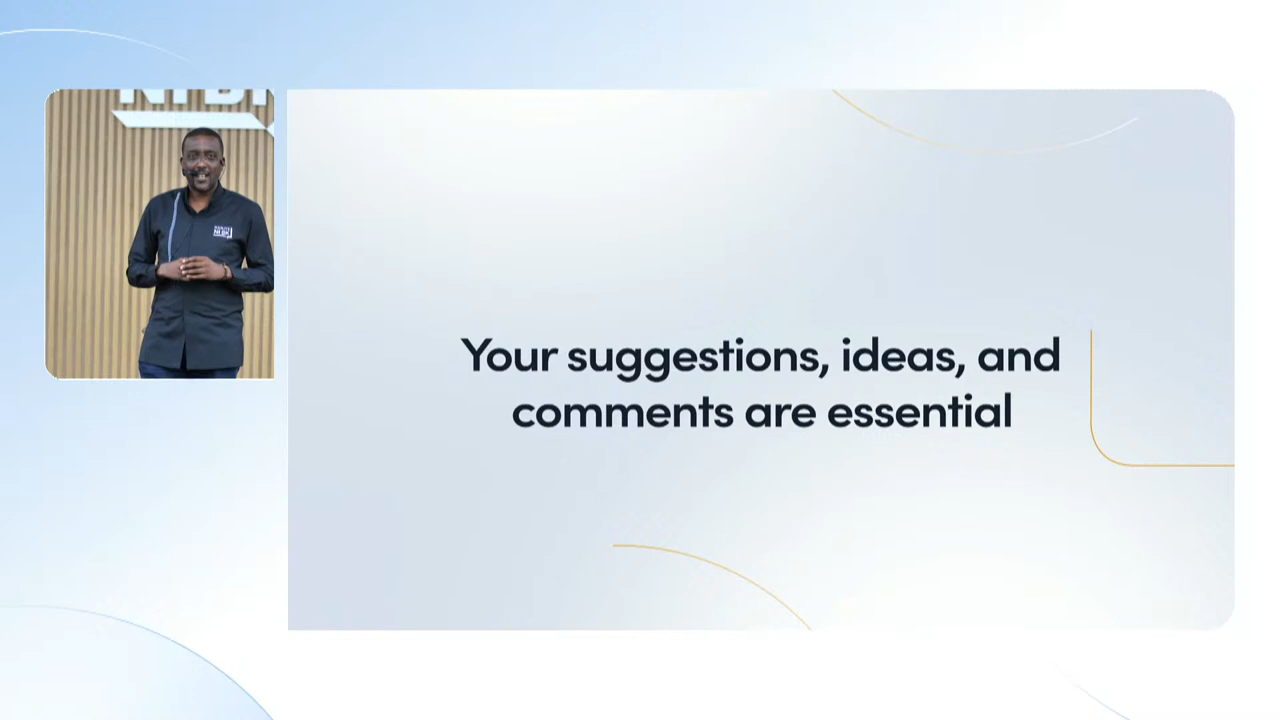 Your suggestions, ideas, and
comments are essential